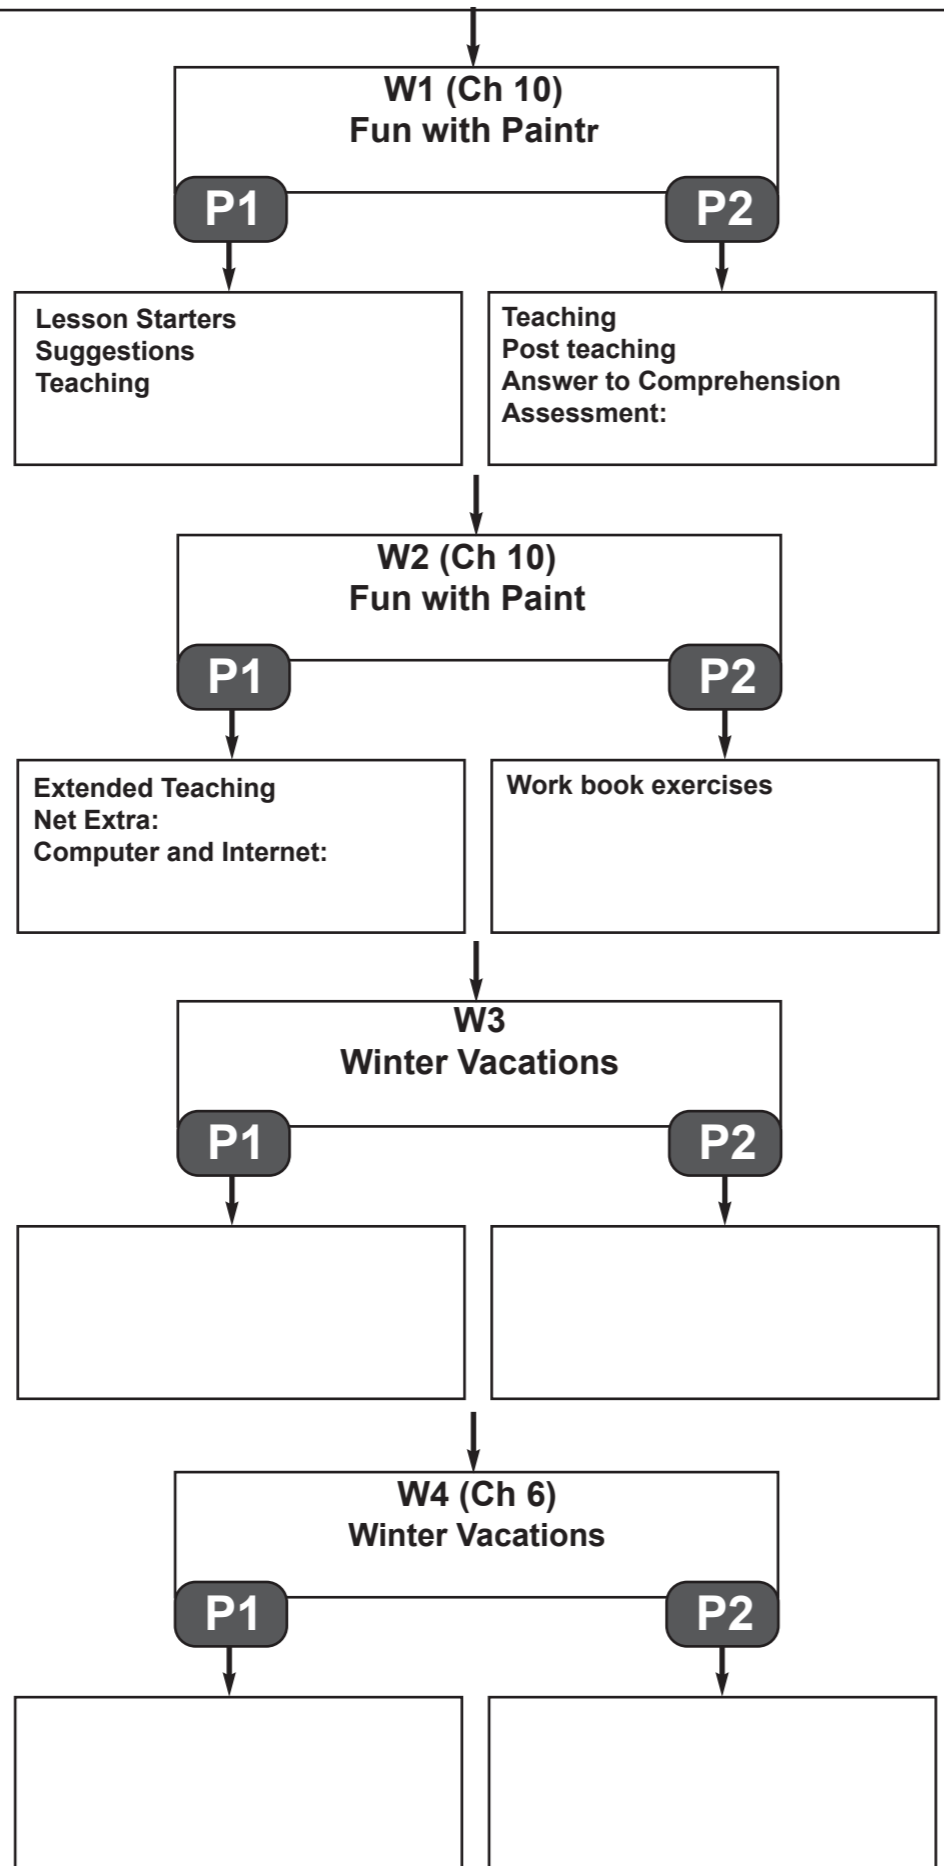 W1 (Ch 10)
Fun with Paintr
P1
P2
Lesson Starters
Suggestions
Teaching
Teaching
Post teaching
Answer to Comprehension
Assessment:
W2 (Ch 10)
Fun with Paint
P1
P2
Extended Teaching
Net Extra:
Computer and Internet:
Work book exercises
W3
Winter Vacations
P1
P2
W4 (Ch 6)
Winter Vacations
P1
P2